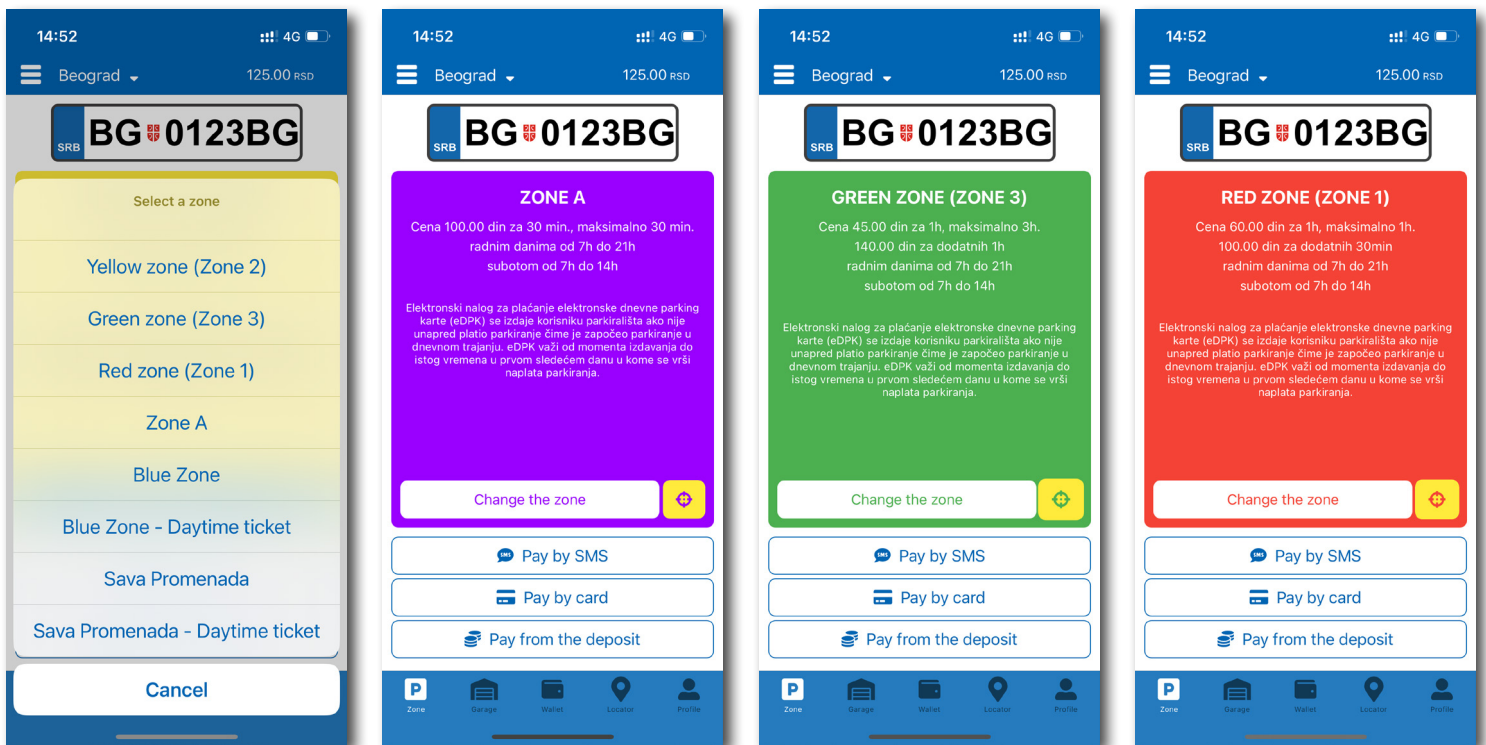 14:52
4G
Beograd
125.00 RSD
SRB
BG 0123BG
Select a zone
Yellow zone (Zone 2)
Green zone (Zone 3)
Red zone (Zone 1)
Zone A
Blue Zone
Blue Zone - Daytime ticket
Sava Promenada
Sava Promenada - Daytime ticket
Cancel
14:52
4G
Beograd
125.00 RSD
SRB
BG 0123BG
ZONE A
Cena 100.00 din za 30 min., maksimalno 30 min.
radnim danima od 7h do 21h
subotom od 7h do 14h
Elektronski nalog za plaćanje elektronske dnevne parking
karte (eDPK) se izdaje korisniku parkirališta ako nije
unapred platio parkiranje čime je započeo parkiranje u
dnevnom trajanju. eDPK važi od momenta izdavanja do
istog vremena u prvom sledećem danu u kome se vrši
naplata parkiranja.
Change the zone
SMS
Pay by SMS
Pay by card
Pay from the deposit
P
Zone
Garage
Wallet
Locator
Profile
14:52
4G
Beograd
125.00 RSD
SRB
BG 0123BG
GREEN ZONE (ZONE 3)
Cena 45.00 din za 1h, maksimalno 3h.
140.00 din za dodatnih 1h
radnim danima od 7h do 21h
subotom od 7h do 14h
Elektronski nalog za plaćanje elektronske dnevne parking
karte (eDPK) se izdaje korisniku parkirališta ako nije
unapred platio parkiranje čime je započeo parkiranje u
dnevnom trajanju. eDPK važi od momenta izdavanja do
istog vremena u prvom sledećem danu u kome se vrši
naplata parkiranja.
Change the zone
SMS
Pay by SMS
Pay by card
Pay from the deposit
P
Zone
Garage
Wallet
Locator
Profile
14:52
4G
Beograd
125.00 RSD
SRB
BG 0123BG
RED ZONE (ZONE 1)
Cena 60.00 din za 1h, maksimalno 1h.
100.00 din za dodatnih 30min
radnim danima od 7h do 21h
subotom od 7h do 14h
Elektronski nalog za plaćanje elektronske dnevne parking
karte (eDPK) se izdaje korisniku parkirališta ako nije
unapred platio parkiranje čime je započeo parkiranje u
dnevnom trajanju. eDPK važi od momenta izdavanja do
istog vremena u prvom sledećem danu u kome se vrši
naplata parkiranja.
Change the zone
SMS
Pay by SMS
Pay by card
Pay from the deposit
P
Zone
Garage
Wallet
Locator
Profile